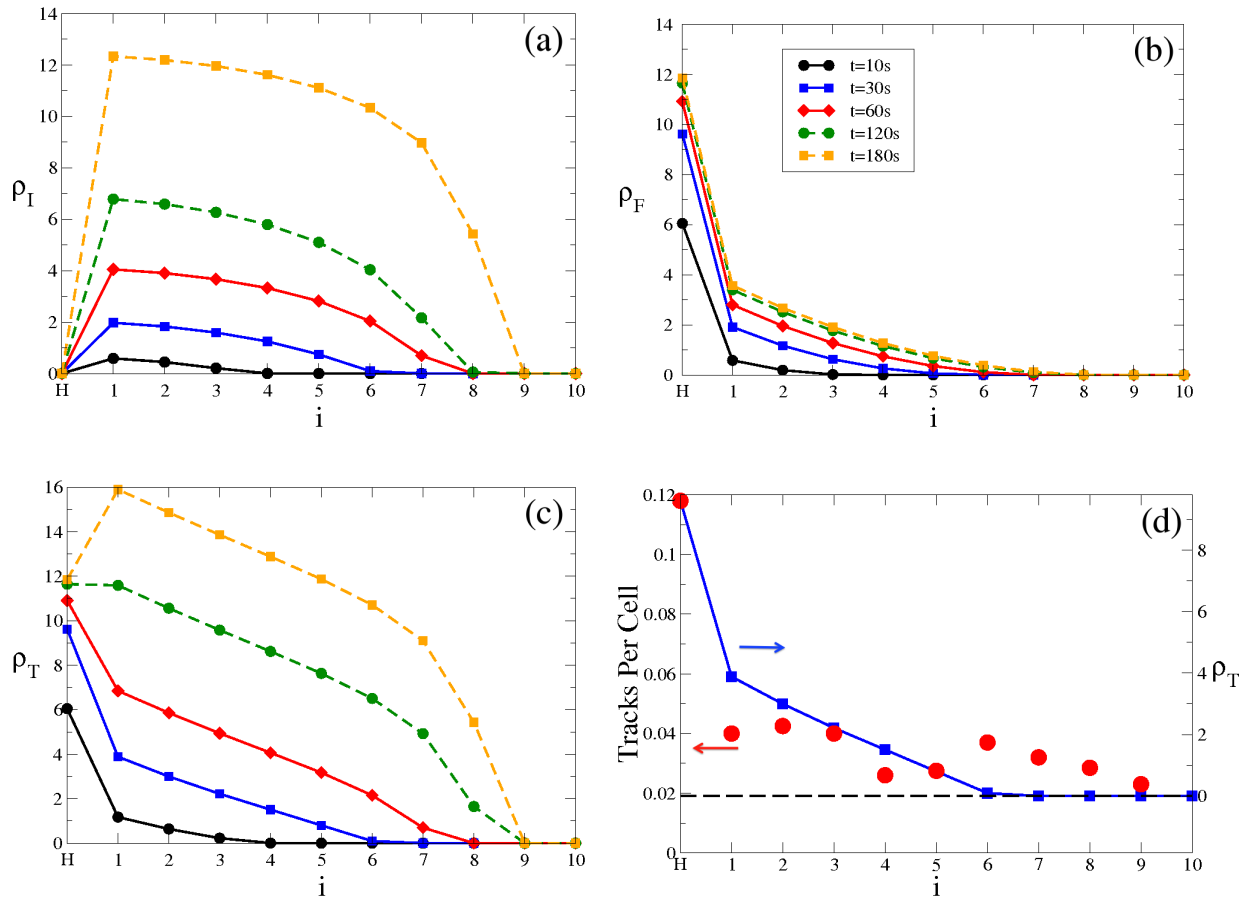 14
12
10
8
6
4
2
0
ρ_I
(a)
H 1 2 3 4 5 6 7 8 9 10
i
14
12
10
8
6
4
2
0
ρ_F
(b)
t=10s
t=30s
t=60s
t=120s
t=180s
H 1 2 3 4 5 6 7 8 9 10
i
16
14
12
10
8
6
4
2
0
ρ_T
(c)
H 1 2 3 4 5 6 7 8 9 10
i
0.12
0.1
0.08
0.06
0.04
0.02
0
Tracks Per Cell
(d)
8
6
4
2
0
ρ_T
H 1 2 3 4 5 6 7 8 9 10
i